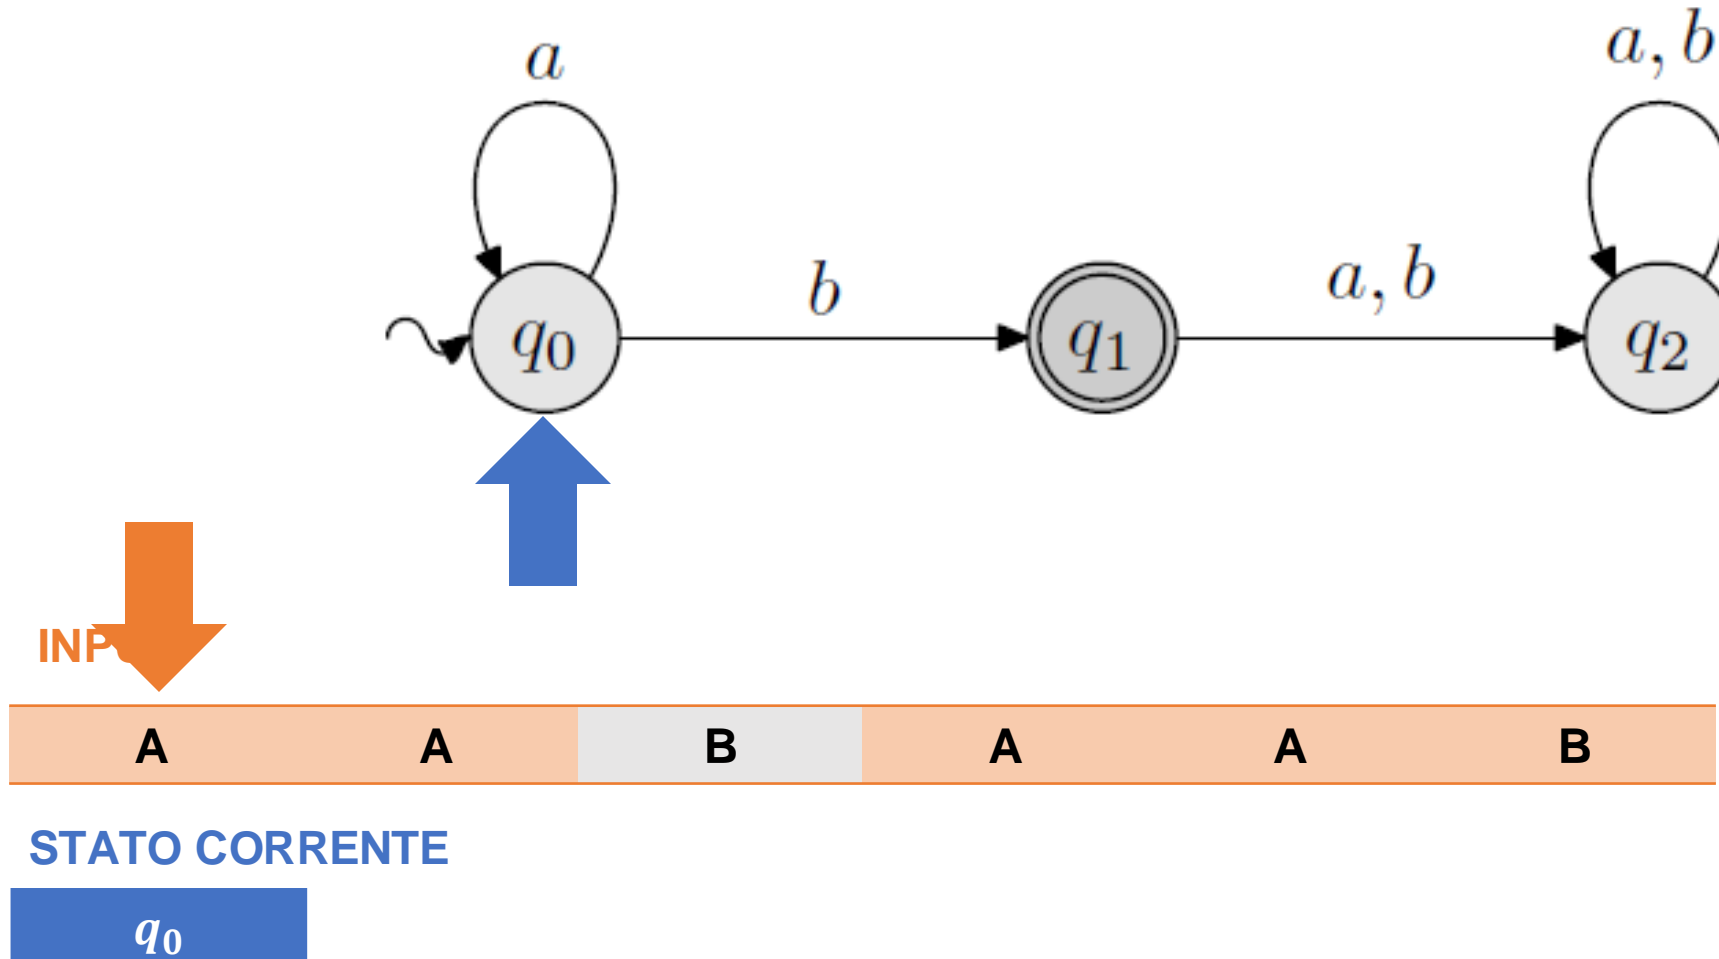 a
a, b
b
a, b
q0
q1
q2
A A B A A B
STATO CORRENTE
q0